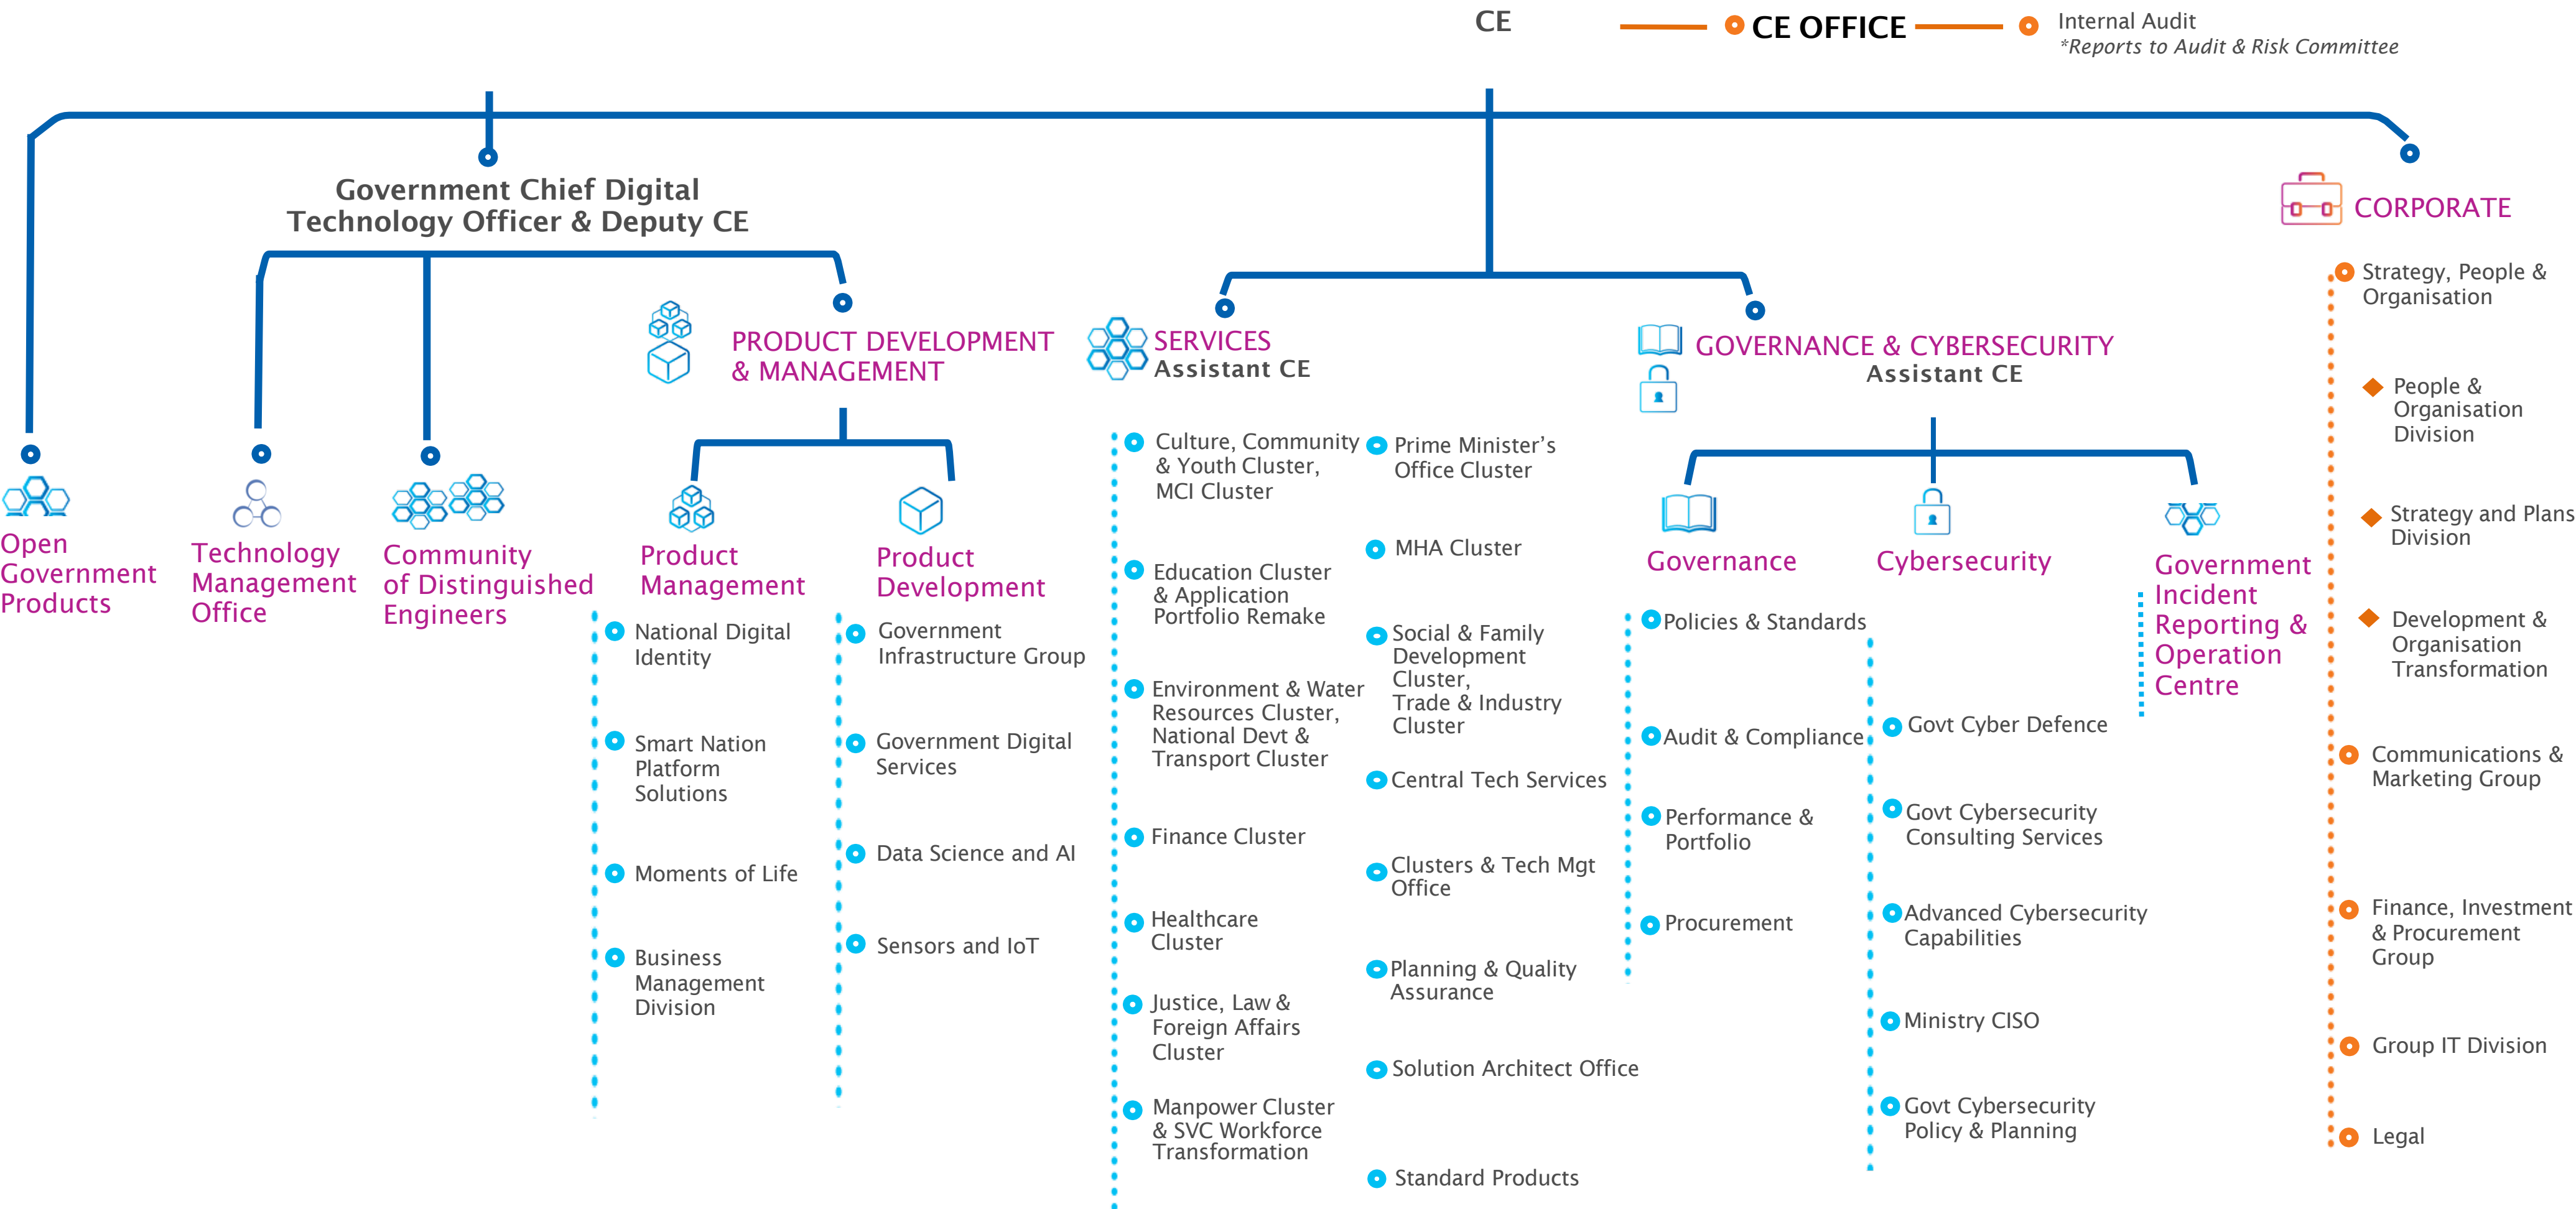 CE
CE OFFICE
Internal Audit
*Reports to Audit & Risk Committee
Government Chief Digital
Technology Officer & Deputy CE
Open
Government
Products
Technology
Management
Office
Community
of Distinguished
Engineers
PRODUCT DEVELOPMENT
& MANAGEMENT
Product
Management
National Digital
Identity
Smart Nation
Platform
Solutions
Moments of Life
Business
Management
Division
Product
Development
Government
Infrastructure Group
Government Digital
Services
Data Science and AI
Sensors and IoT
SERVICES
Assistant CE
Culture, Community
& Youth Cluster,
MCI Cluster
Education Cluster
& Application
Portfolio Remake
Environment & Water
Resources Cluster,
National Devt &
Transport Cluster
Finance Cluster
Healthcare
Cluster
Justice, Law &
Foreign Affairs
Cluster
Manpower Cluster
& SVC Workforce
Transformation
Prime Minister’s
Office Cluster
MHA Cluster
Social & Family
Development
Cluster,
Trade & Industry
Cluster
Central Tech Services
Clusters & Tech Mgt
Office
Planning & Quality
Assurance
Solution Architect Office
Standard Products
GOVERNANCE & CYBERSECURITY
Assistant CE
Governance
Policies & Standards
Audit & Compliance
Performance &
Portfolio
Procurement
Cybersecurity
Govt Cyber Defence
Govt Cybersecurity
Consulting Services
Advanced Cybersecurity
Capabilities
Ministry CISO
Govt Cybersecurity
Policy & Planning
Government
Incident
Reporting &
Operation
Centre
CORPORATE
Strategy, People &
Organisation
People &
Organisation
Division
Strategy and Plans
Division
Development &
Organisation
Transformation
Communications &
Marketing Group
Finance, Investment
& Procurement
Group
Group IT Division
Legal